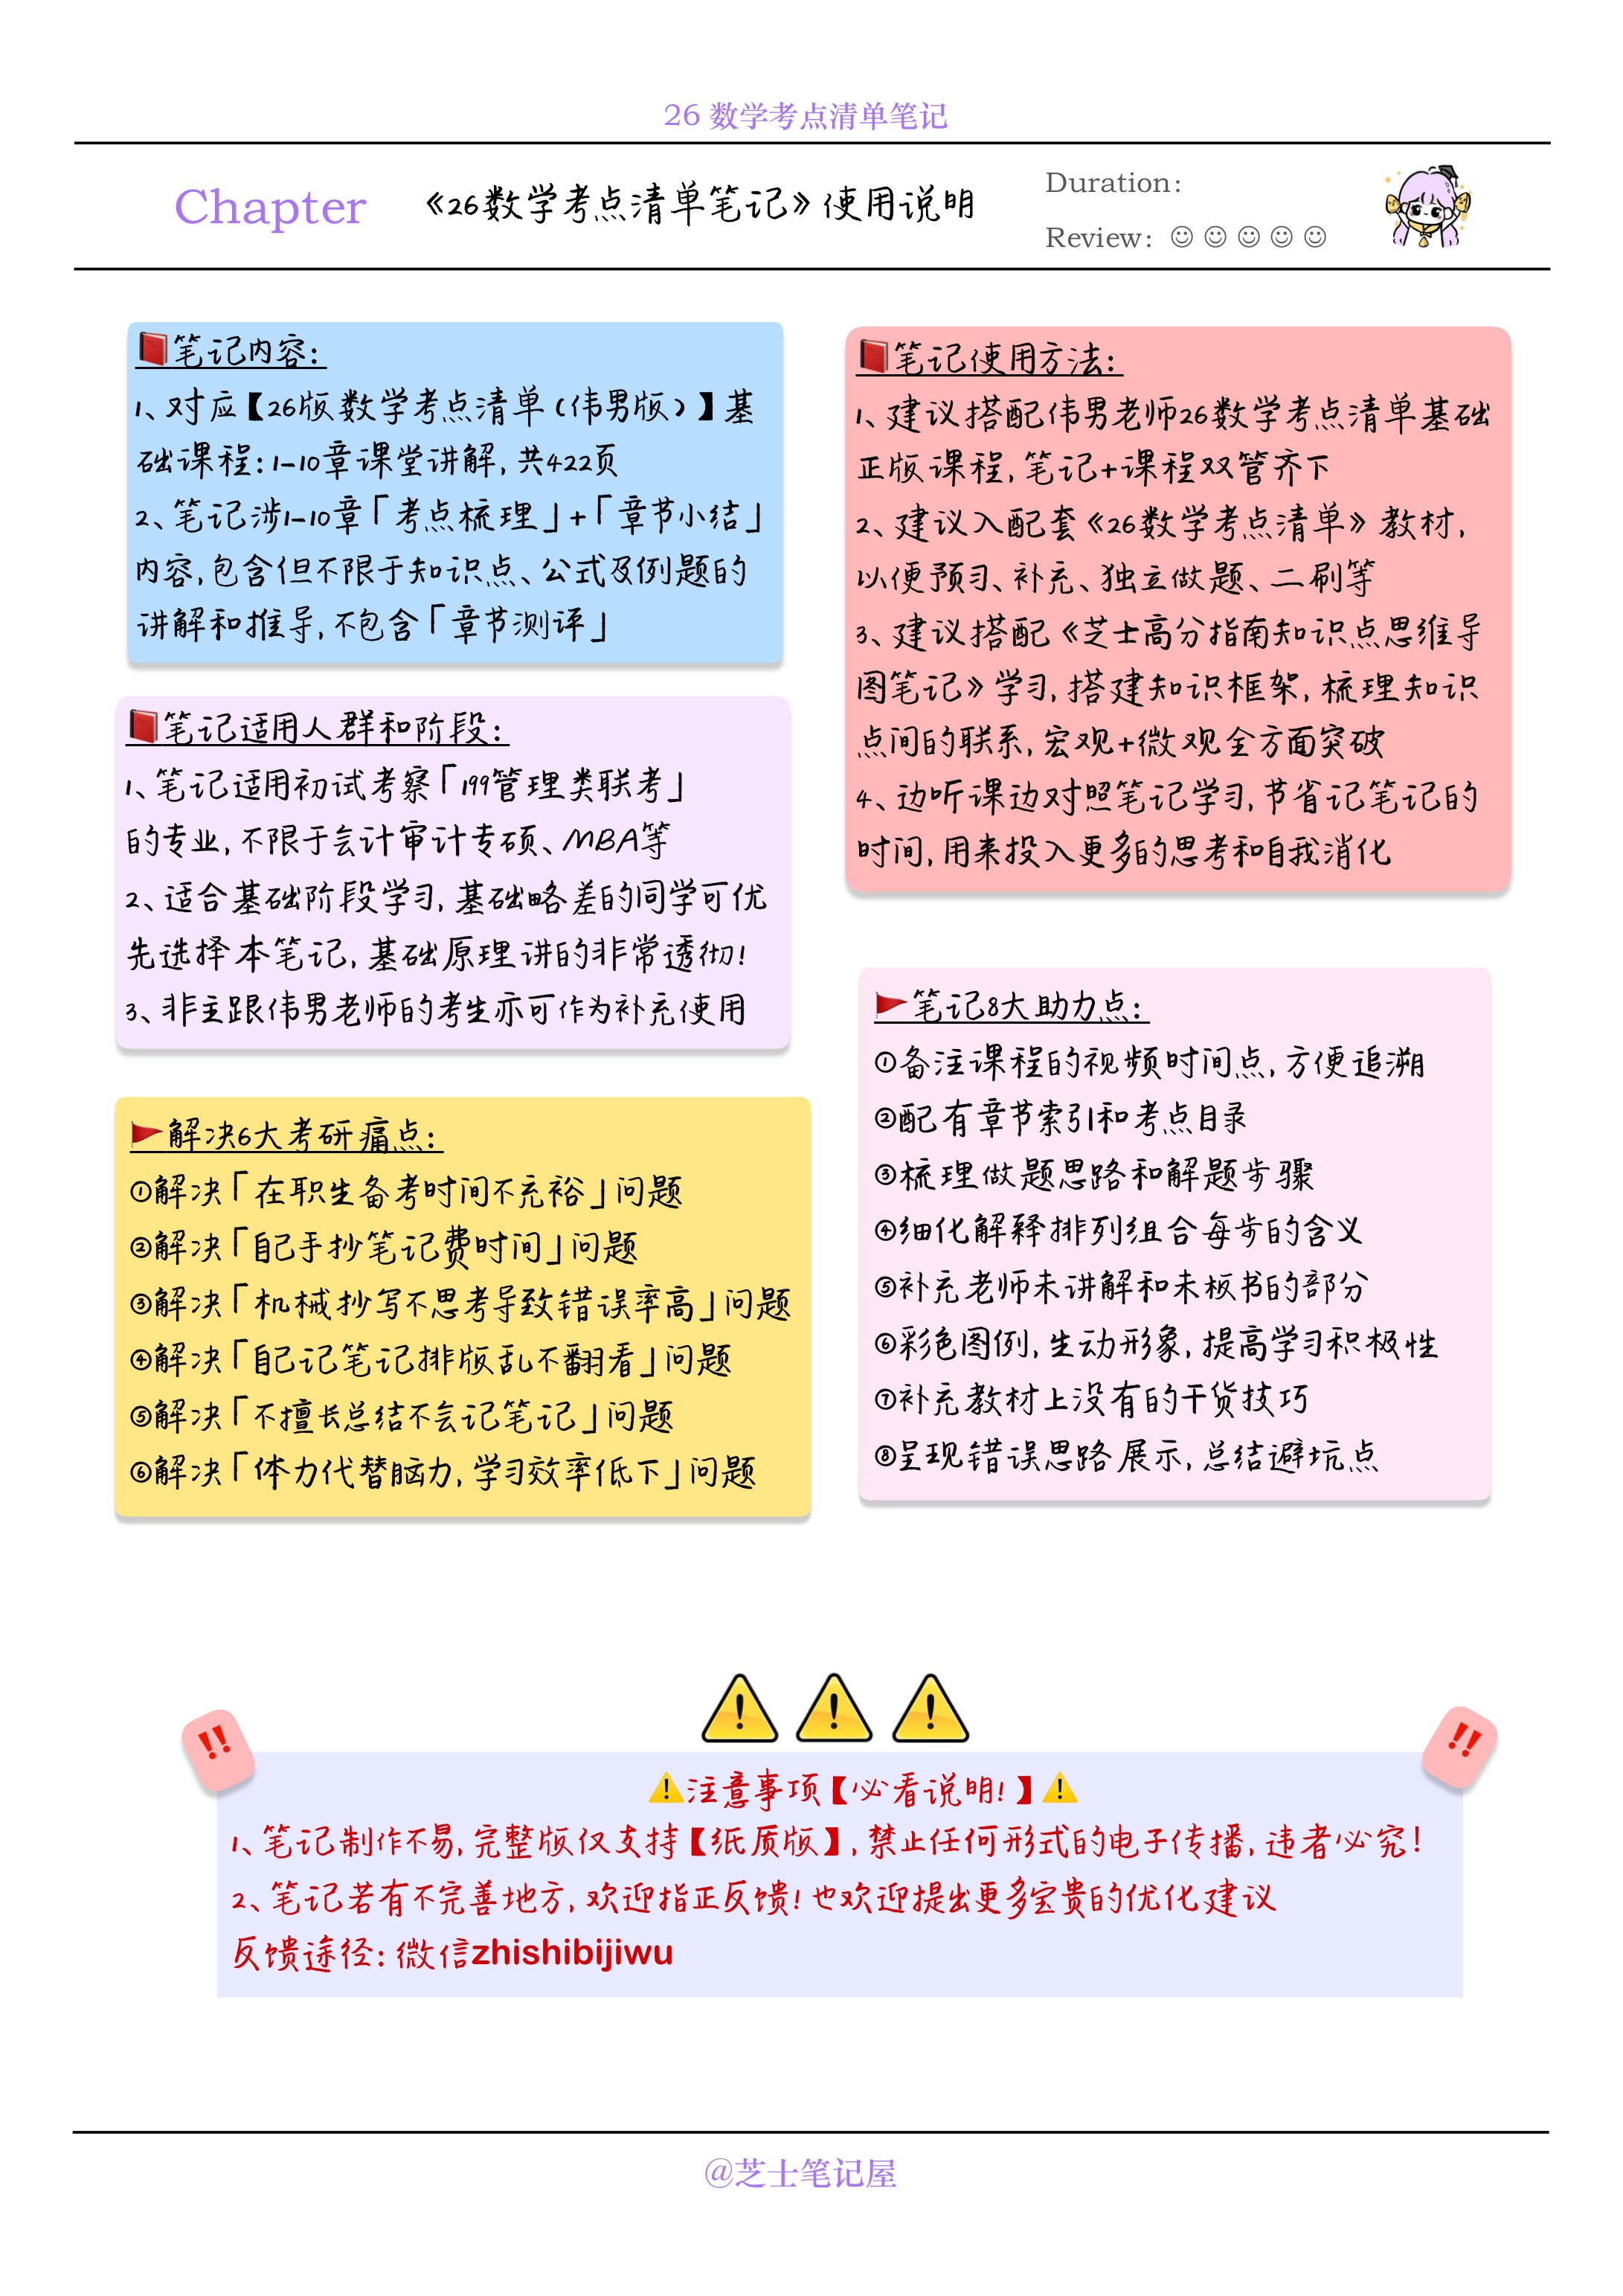 26 数学考点清单笔记
Chapter
《26数学考点清单笔记》使用说明
Duration:
Review: ☺☺☺☺☺
笔记内容:
1、对应【26版数学考点清单(伟男版)】基
础课程:1-10章课堂讲解,共422页
2、笔记涉1-10章「考点梳理」+「章节小结」
内容,包含但不限于知识点、公式及例题的
讲解和推导,不包含「章节测评」
笔记适用人群和阶段:
1、笔记适用初试考察「199管理类联考」
的专业,不限于会计审计专硕、MBA等
2、适合基础阶段学习,基础略差的同学可优
先选择本笔记,基础原理讲的非常透彻!
3、非主跟伟男老师的考生亦可作为补充使用
解决6大考研痛点:
①解决「在职生备考时间不充裕」问题
②解决「自己手抄笔记费时间」问题
③解决「机械抄写不思考导致错误率高」问题
④解决「自己记笔记排版乱不翻看」问题
⑤解决「不擅长总结不会记笔记」问题
⑥解决「体力代替脑力,学习效率低下」问题
笔记使用方法:
1、建议搭配伟男老师26数学考点清单基础
正版课程,笔记+课程双管齐下
2、建议入配套《26数学考点清单》教材,
以便预习、补充、独立做题、二刷等
3、建议搭配《芝士高分指南知识点思维导
图笔记》学习,搭建知识框架,梳理知识
点间的联系,宏观+微观全方面突破
4、边听课边对照笔记学习,节省记笔记的
时间,用来投入更多的思考和自我消化
笔记8大助力点:
①备注课程的视频时间点,方便追溯
②配有章节索引和考点目录
③梳理做题思路和解题步骤
④细化解释排列组合每步的含义
⑤补充老师未讲解和未板书的部分
⑥彩色图例,生动形象,提高学习积极性
⑦补充教材上没有的干货技巧
⑧呈现错误思路展示,总结避坑点
注意事项【必看说明!】
1、笔记制作不易,完整版仅支持【纸质版】,禁止任何形式的电子传播,违者必究!
2、笔记若有不完善地方,欢迎指正反馈!也欢迎提出更多宝贵的优化建议
反馈途径:微信zhishibijiwu
@芝士笔记屋